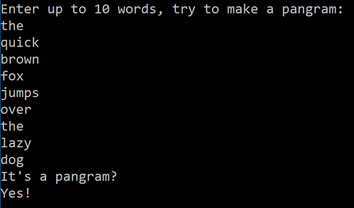 Enter up to 10 words, try to make a pangram:
the
quick
brown
fox
jumps
over
the
lazy
dog
It's a pangram?
Yes!